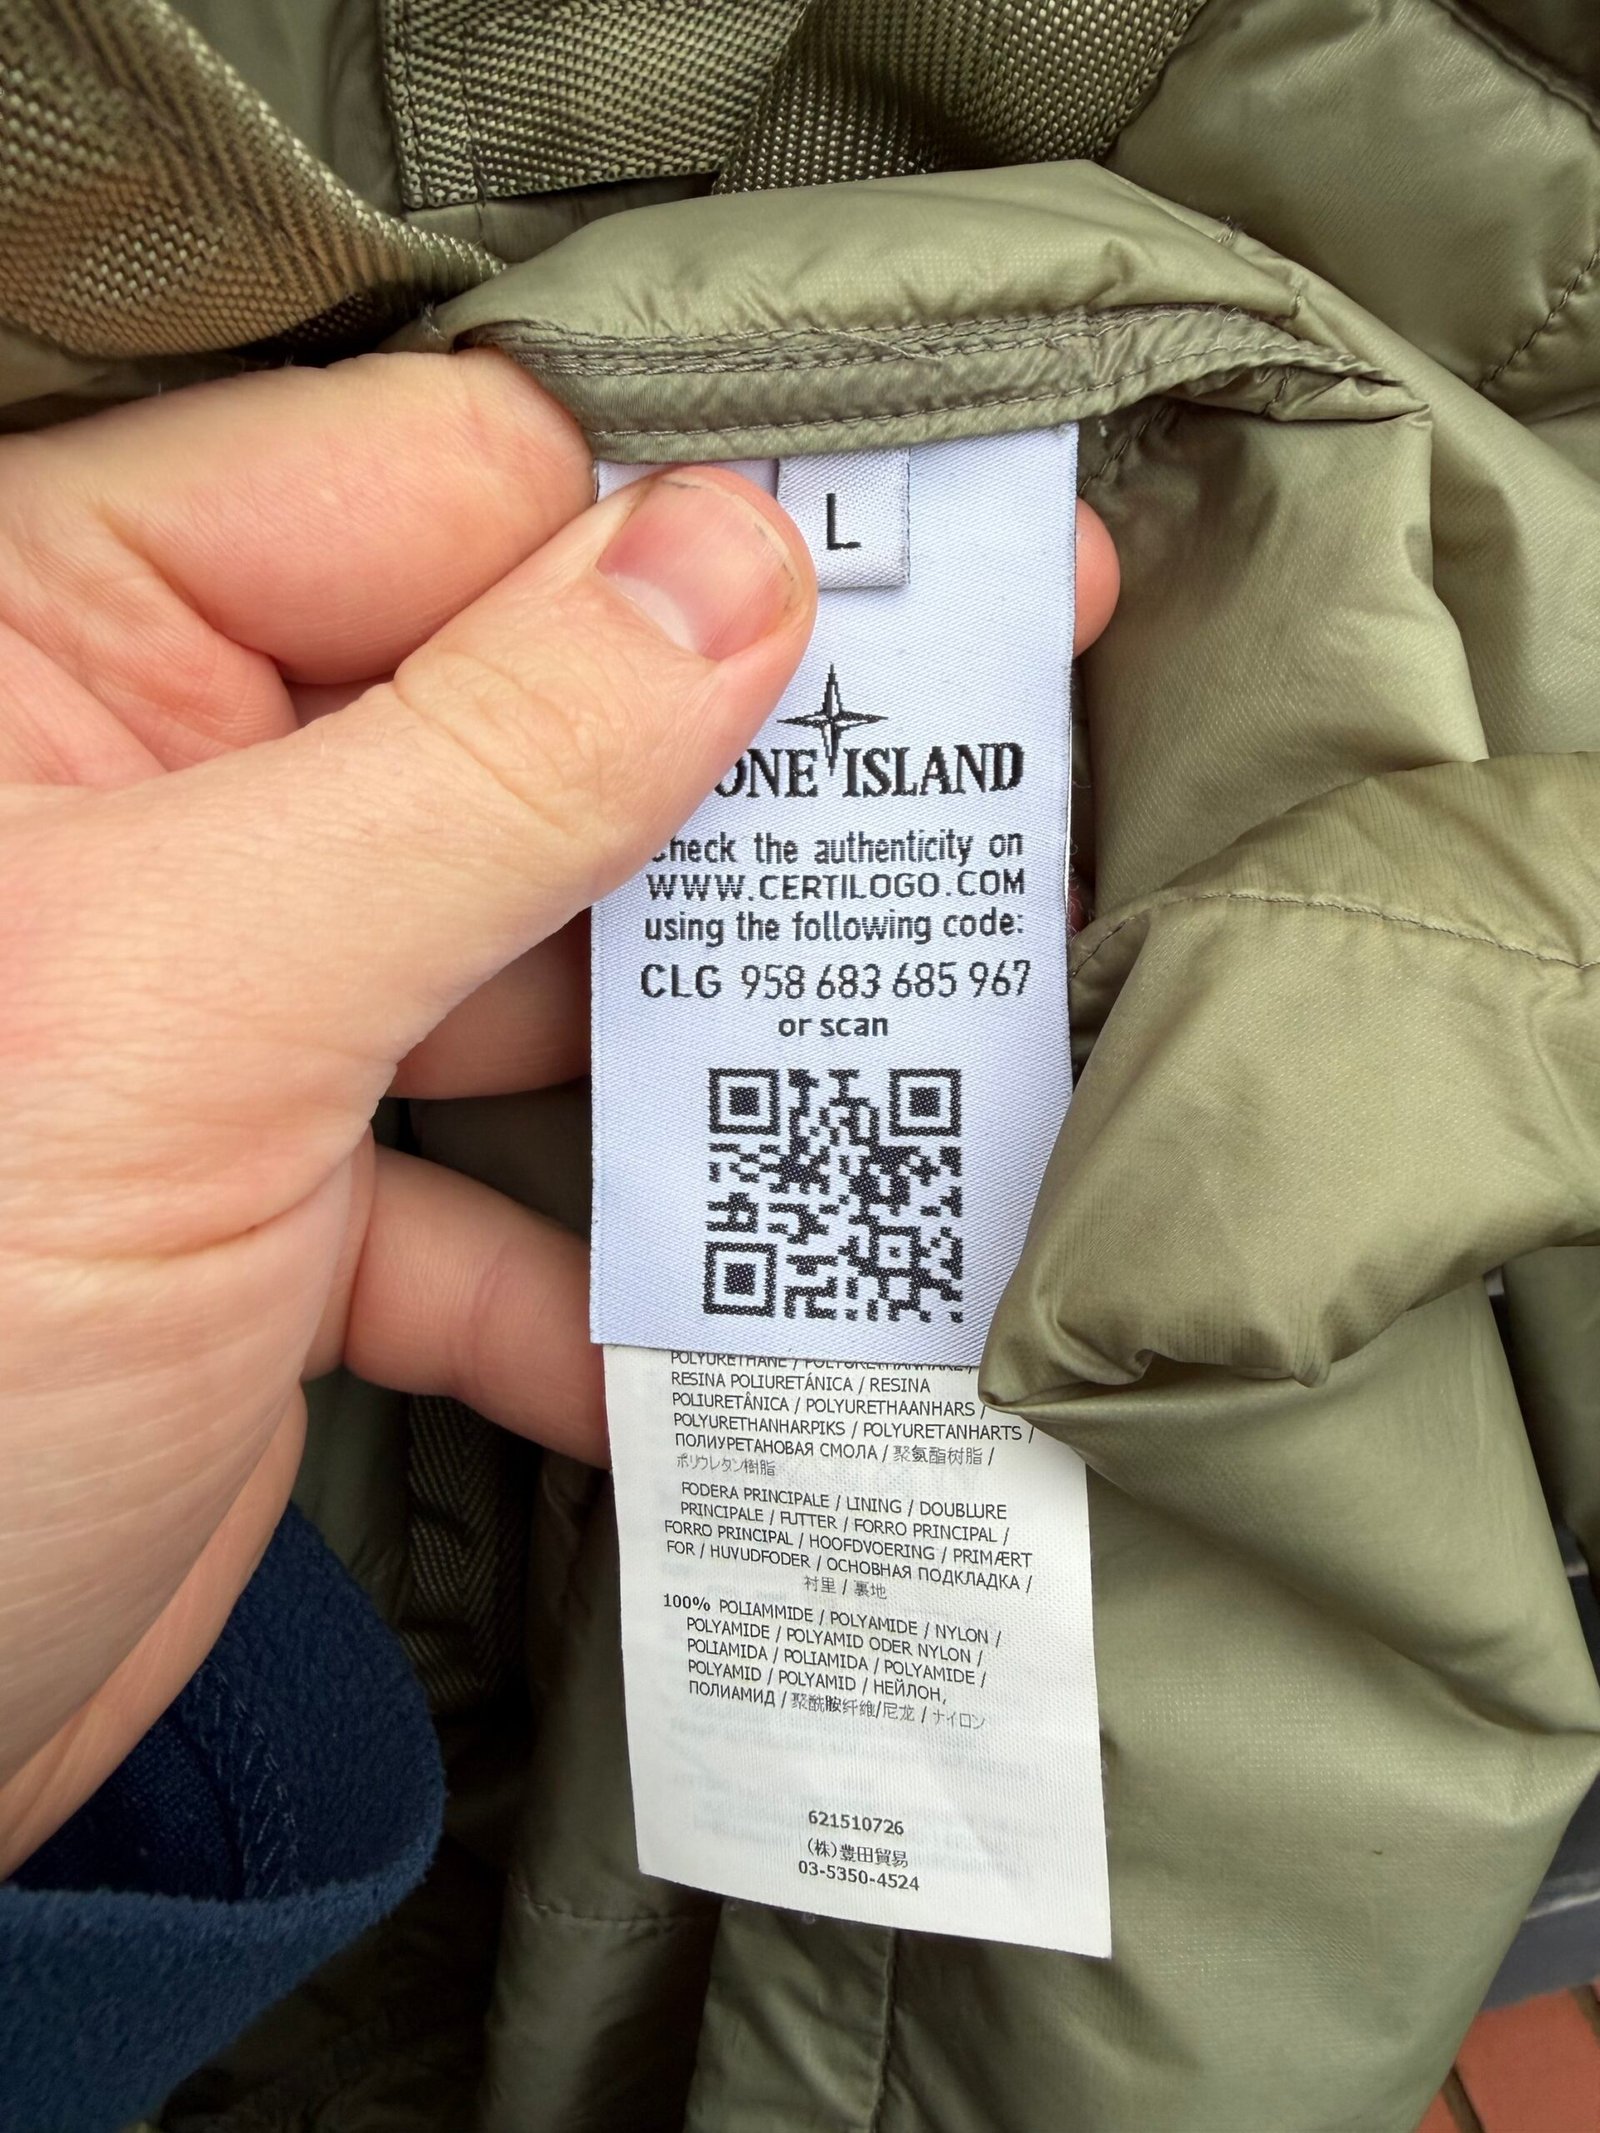 L
ISLAND
the authenticity on
WWW.CERTILOGO.COM
using the following code:
CLG 958 683 685 967
or scan
POLYURETHANE /
RESINA POLIURETÁNICA / RESINA
POLIURETÂNICA / POLYURETHAANHARS /
POLYURETHANHARPIKS / POLYURETANHARTS /
ПОЛИУРЕТАНОВАЯ СМОЛА / 聚氨酯树脂 /
ポリウレタン樹脂
FODERA PRINCIPALE / LINING / DOUBLURE
PRINCIPALE / FUTTER / FORRO PRINCIPAL /
FORRO PRINCIPAL / HOOFDVOERING / PRIMÆRT
FOR / HUVUDFODER / ОСНОВНАЯ ПОДКЛАДКА /
衬里 / 裏地
100% POLIAMMIDE / POLYAMIDE / NYLON /
POLYAMIDE / POLYAMID ODER NYLON /
POLIAMIDA / POLIAMIDA / POLYAMIDE /
POLYAMID / POLYAMID / НЕЙЛОН,
ПОЛИАМИД / 聚酰胺纤维/尼龙 / ナイロン
621510726
(株)豊田貿易
03-5350-4524